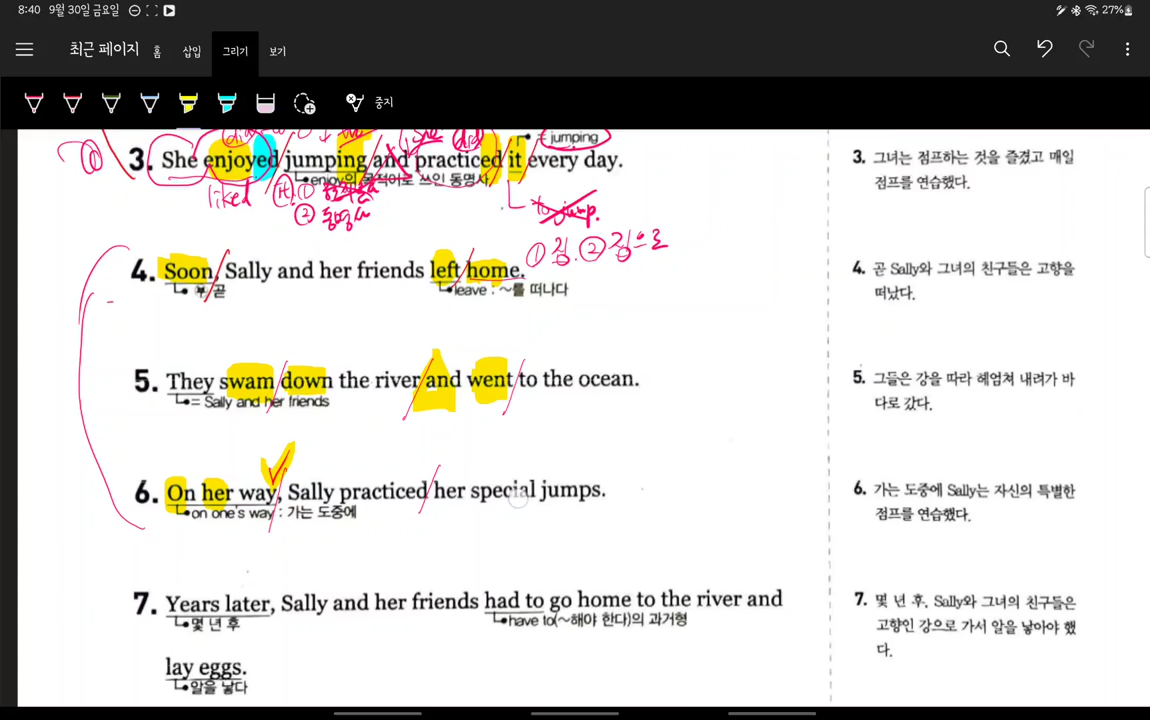 8:40 9월 30일 금요일
27%
최근 페이지 홈 삽입 그리기 보기
중지
= jumping
3. She enjoyed jumping and practiced it every day.
enjoy의 목적어로 쓰인 동명사
liked
②동명사
to jump.
①집. ②집으로
4. Soon, Sally and her friends left home.
부 곧
leave : ~를 떠나다
5. They swam down the river and went to the ocean.
= Sally and her friends
6. On her way, Sally practiced her special jumps.
on one's way : 가는 도중에
7. Years later, Sally and her friends had to go home to the river and
몇 년 후
have to(~해야 한다)의 과거형
lay eggs.
알을 낳다
3. 그녀는 점프하는 것을 즐겼고 매일
점프를 연습했다.
4. 곧 Sally와 그녀의 친구들은 고향을
떠났다.
5. 그들은 강을 따라 헤엄쳐 내려가 바
다로 갔다.
6. 가는 도중에 Sally는 자신의 특별한
점프를 연습했다.
7. 몇 년 후, Sally와 그녀의 친구들은
고향인 강으로 가서 알을 낳아야 했
다.